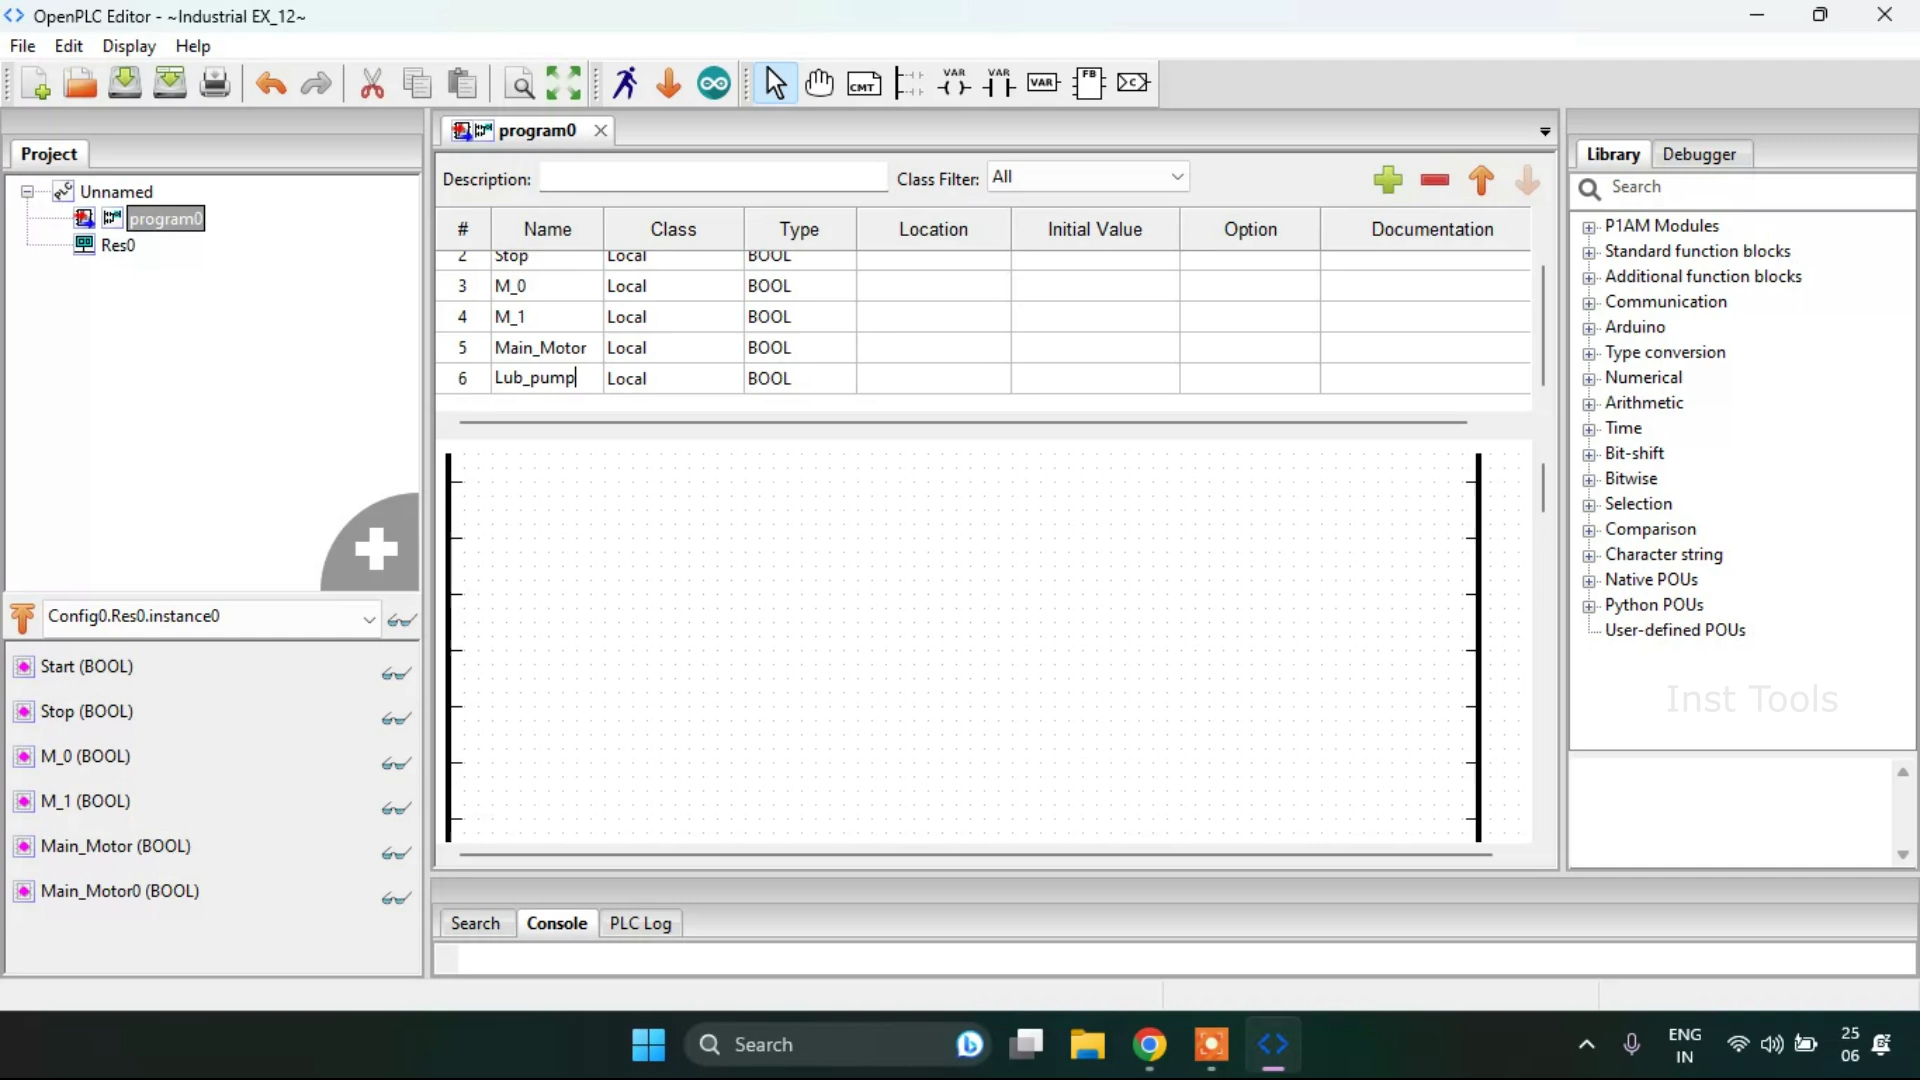 OpenPLC Editor - ~Industrial EX_12~
File Edit Display Help
CMT VAR VAR VAR FB
Project
Unnamed
program0
Res0
Config0.Res0.instance0
Start (BOOL)
Stop (BOOL)
M_0 (BOOL)
M_1 (BOOL)
Main_Motor (BOOL)
Main_Motor0 (BOOL)
program0
Description: Class Filter: All
# Name Class Type Location Initial Value Option Documentation
2 Stop Local BOOL
3 M_0 Local BOOL
4 M_1 Local BOOL
5 Main_Motor Local BOOL
6 Lub_pump Local BOOL
Search Console PLC Log
Library Debugger
Search
P1AM Modules
Standard function blocks
Additional function blocks
Communication
Arduino
Type conversion
Numerical
Arithmetic
Time
Bit-shift
Bitwise
Selection
Comparison
Character string
Native POUs
Python POUs
User-defined POUs
Inst Tools
Search
ENG
IN
25
06